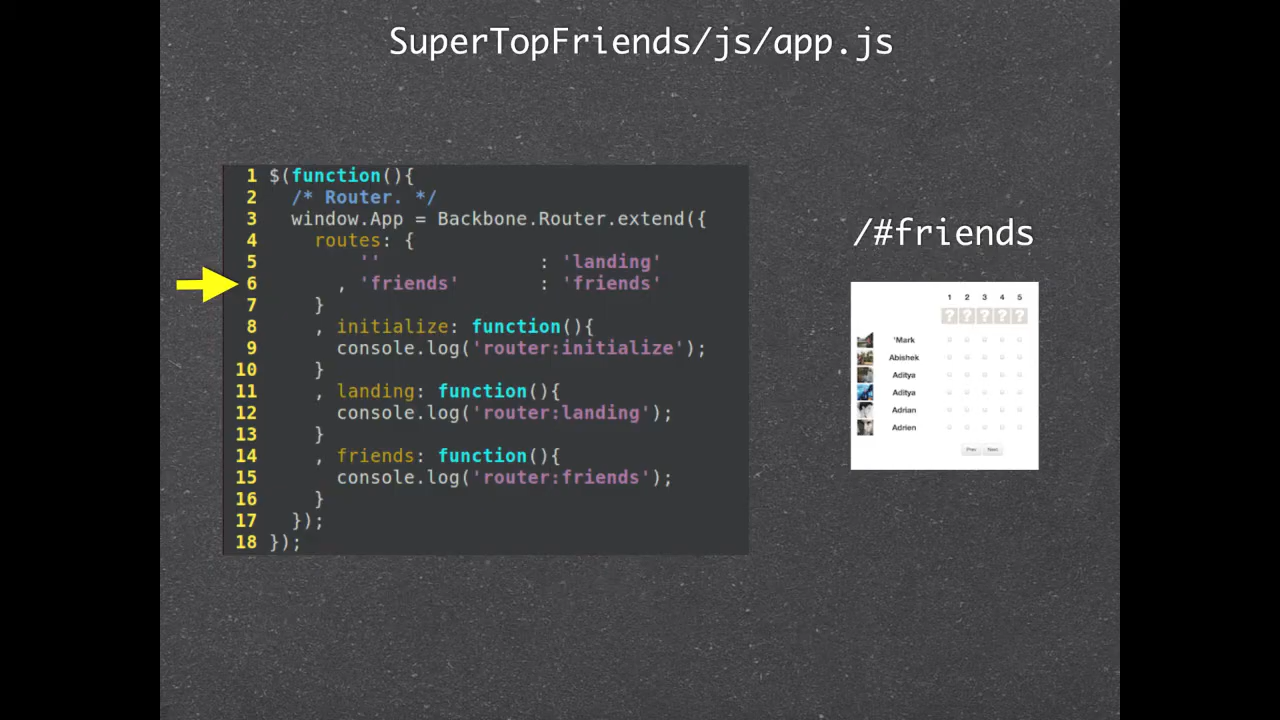 SuperTopFriends/js/app.js
1 $(function(){
2   /* Router. */
3   window.App = Backbone.Router.extend({
4     routes: {
5         ''              : 'landing'
6       , 'friends'       : 'friends'
7     }
8     , initialize: function(){
9       console.log('router:initialize');
10     }
11     , landing: function(){
12       console.log('router:landing');
13     }
14     , friends: function(){
15       console.log('router:friends');
16     }
17   });
18 });
/#friends
1 2 3 4 5
? ? ? ? ?
'Mark
Abishek
Aditya
Aditya
Adrian
Adrien
Prev Next